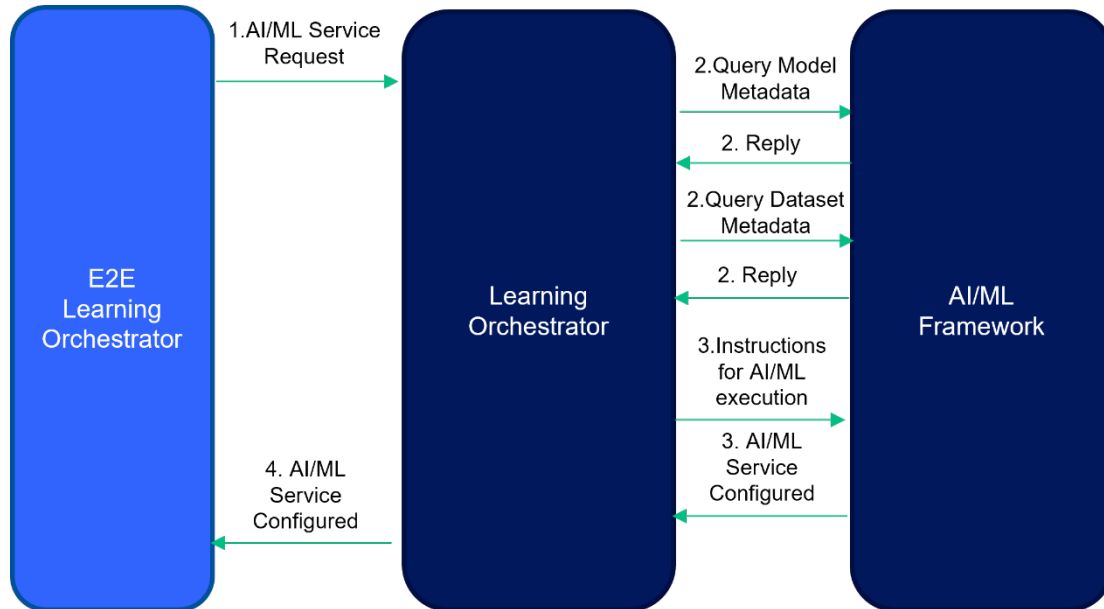 1.AI/ML Service
Request
2.Query Model
Metadata
2. Reply
2.Query Dataset
Metadata
2. Reply
E2E
Learning
Orchestrator
Learning
Orchestrator
AI/ML
Framework
3.Instructions
for AI/ML
execution
3. AI/ML
Service
Configured
4. AI/ML
Service
Configured